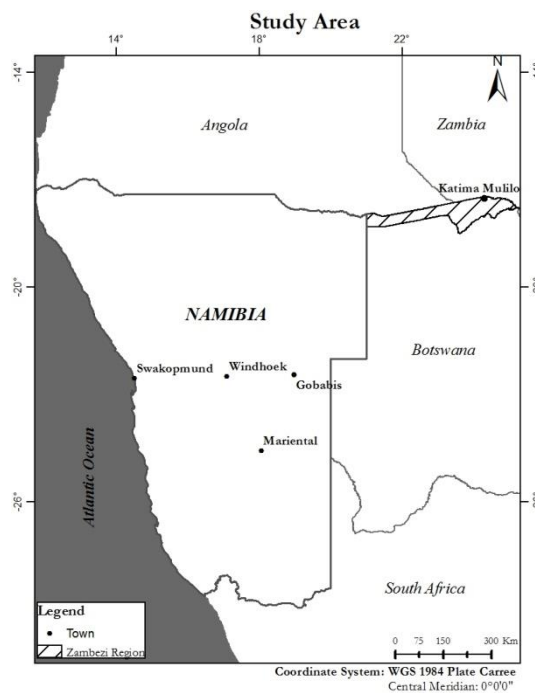 Study Area
14° 18° 22°
-14° -14°
N
Angola
Zambia
Katima Mulilo
-20°
NAMIBIA
Botswana
Swakopmund
Windhoek
Gobabis
Mariental
Atlantic Ocean
-26°
South Africa
Legend
Town
Zambezi Region
0 75 150 300 Km
Coordinate System: WGS 1984 Plate Carree
Central Meridian: 0°0'0"